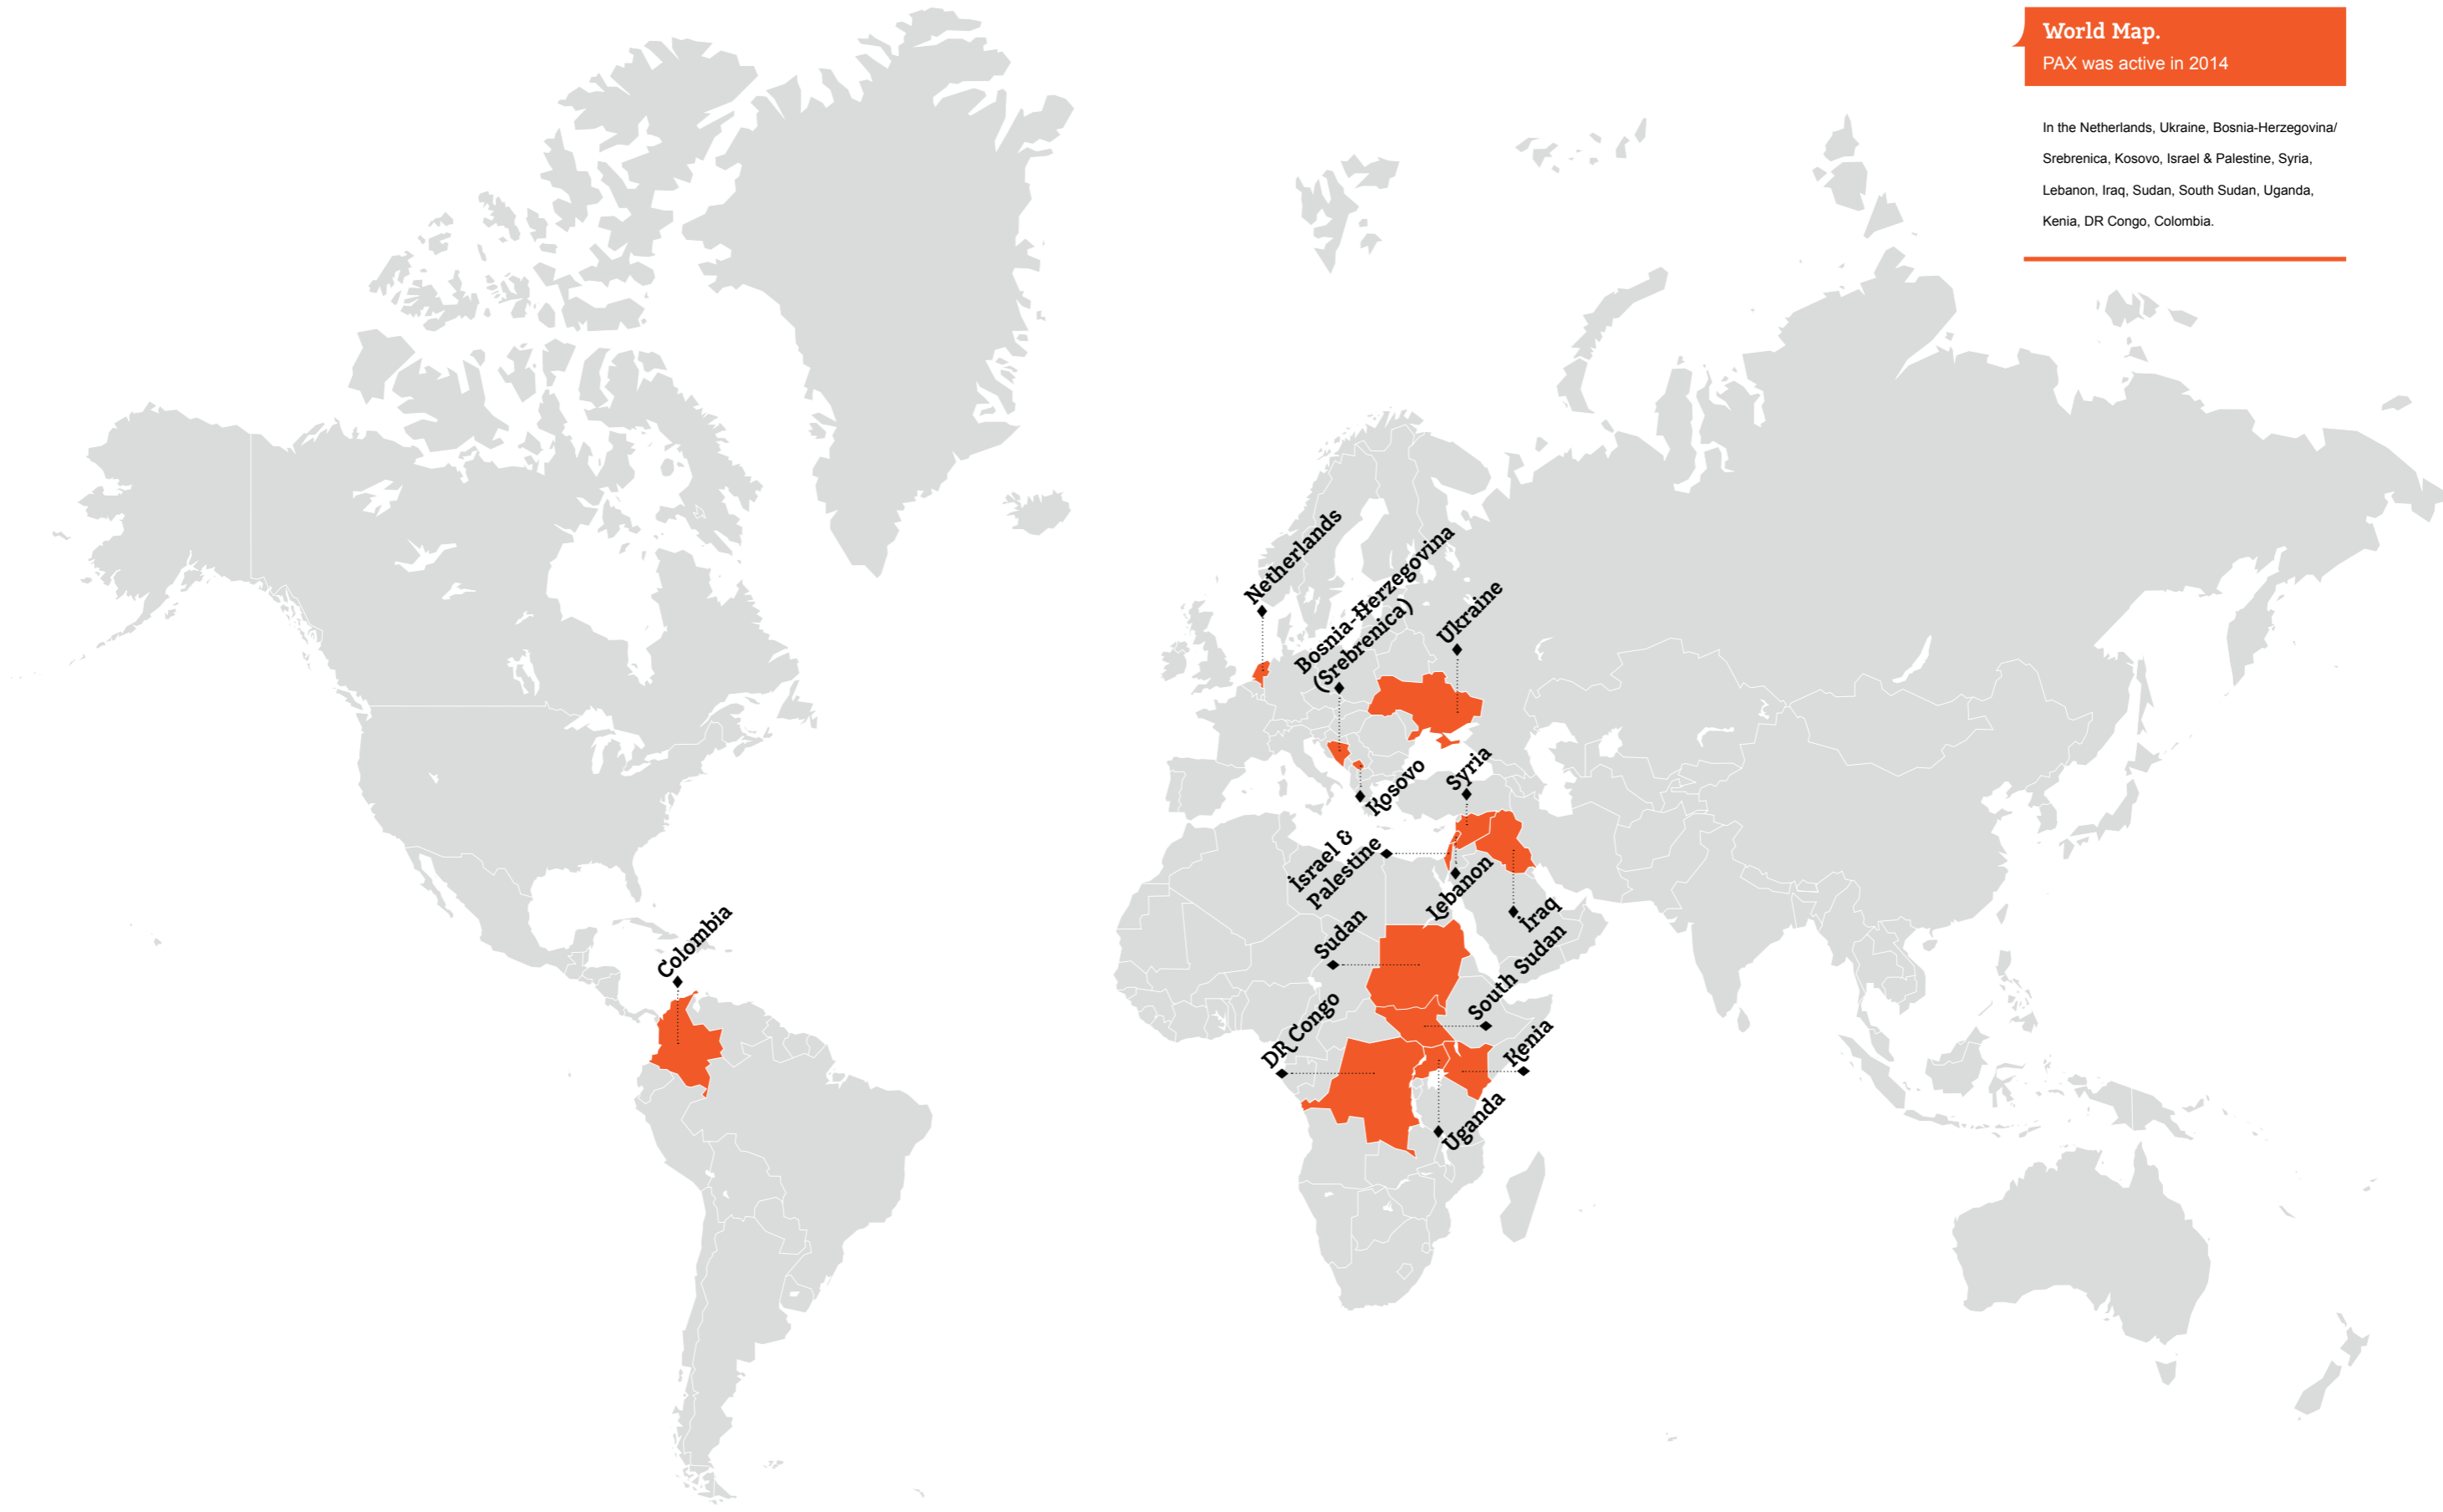 World Map.
PAX was active in 2014
In the Netherlands, Ukraine, Bosnia-Herzegovina/
Srebrenica, Kosovo, Israel & Palestine, Syria,
Lebanon, Iraq, Sudan, South Sudan, Uganda,
Kenia, DR Congo, Colombia.
Netherlands
Bosnia-Herzegovina
(Srebrenica)
Ukraine
Kosovo
Syria
Israel &
Palestine
Lebanon
Iraq
Sudan
South Sudan
Colombia
DR Congo
Kenia
Uganda